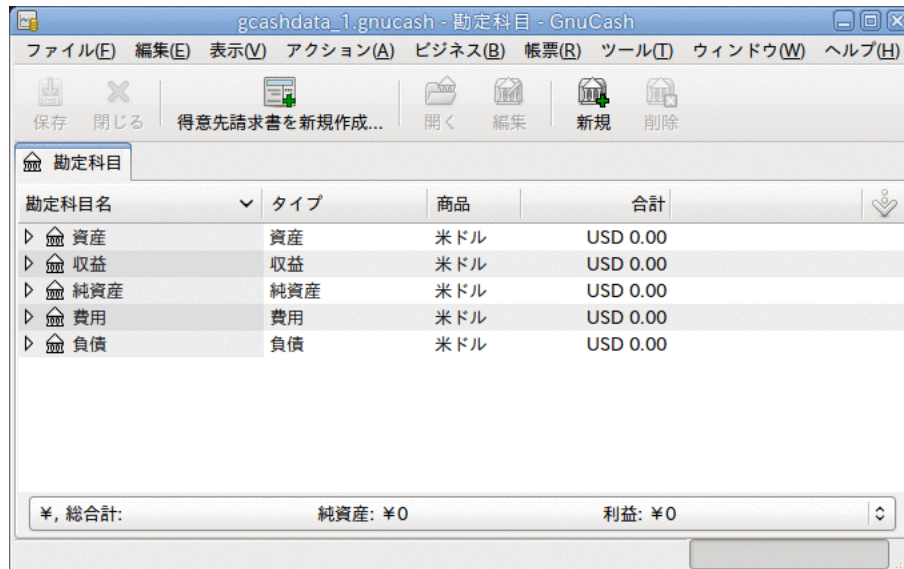 gcashdata_1.gnucash - 勘定科目 - GnuCash
ファイル(F) 編集(E) 表示(V) アクション(A) ビジネス(B) 帳票(R) ツール(T) ウィンドウ(W) ヘルプ(H)
保存 閉じる 得意先請求書を新規作成... 開く 編集 新規 削除
勘定科目
勘定科目名 タイプ 商品 合計
資産 資産 米ドル USD 0.00
収益 収益 米ドル USD 0.00
純資産 純資産 米ドル USD 0.00
費用 費用 米ドル USD 0.00
負債 負債 米ドル USD 0.00
¥, 総合計: 純資産: ¥0 利益: ¥0